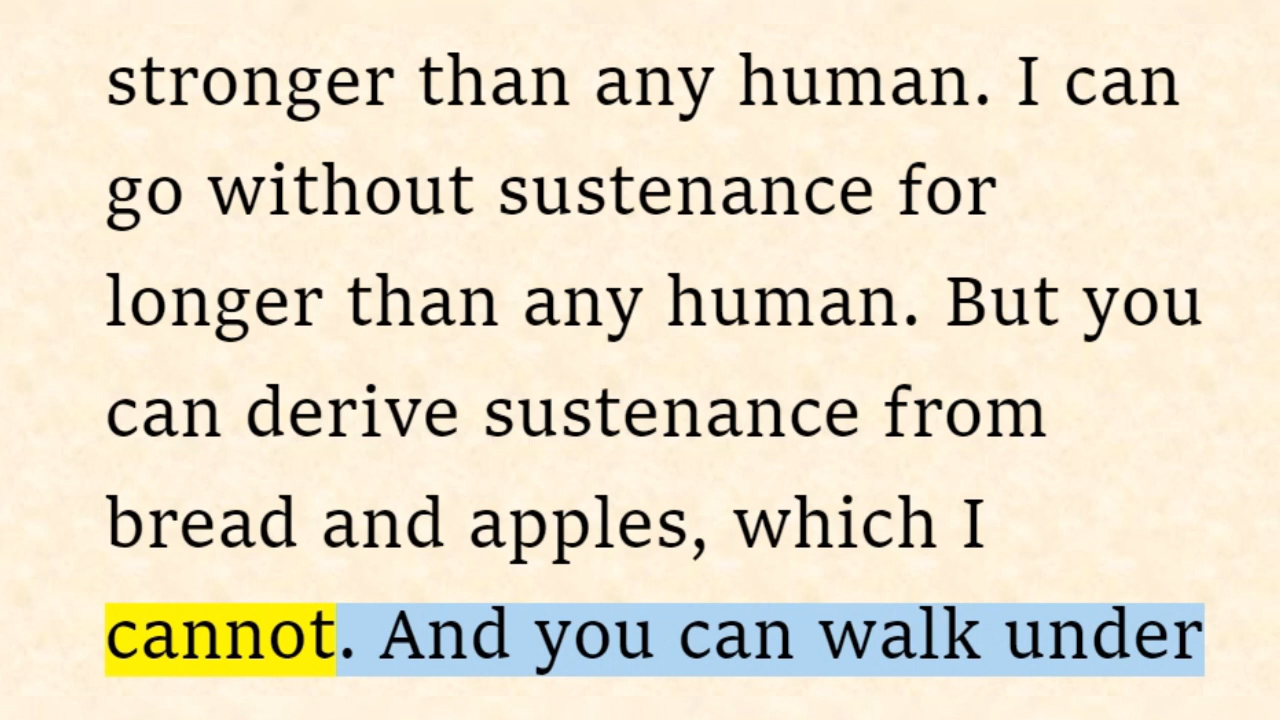 stronger than any human. I can
go without sustenance for
longer than any human. But you
can derive sustenance from
bread and apples, which I
cannot. And you can walk under